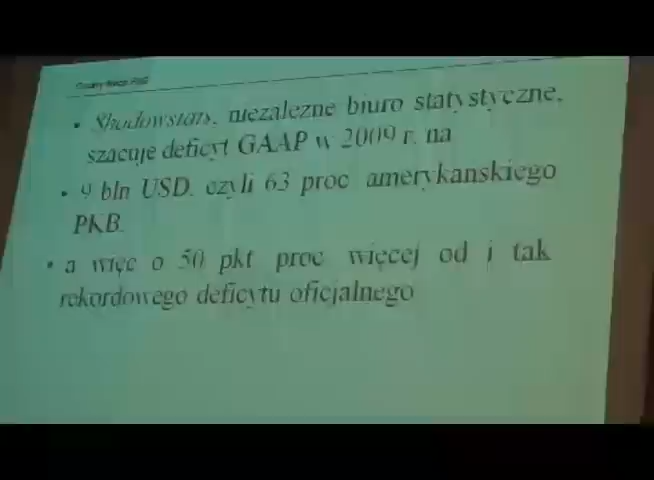 • Shadowstats, niezalezne biuro statystyczne,
szacuje deficyt GAAP w 2009 r. na
• 9 bln USD. czyli 63 proc amerykanskiego
PKB.
• a więc o 50 pkt proc więcej od i tak
rekordowego deficytu oficjalnego